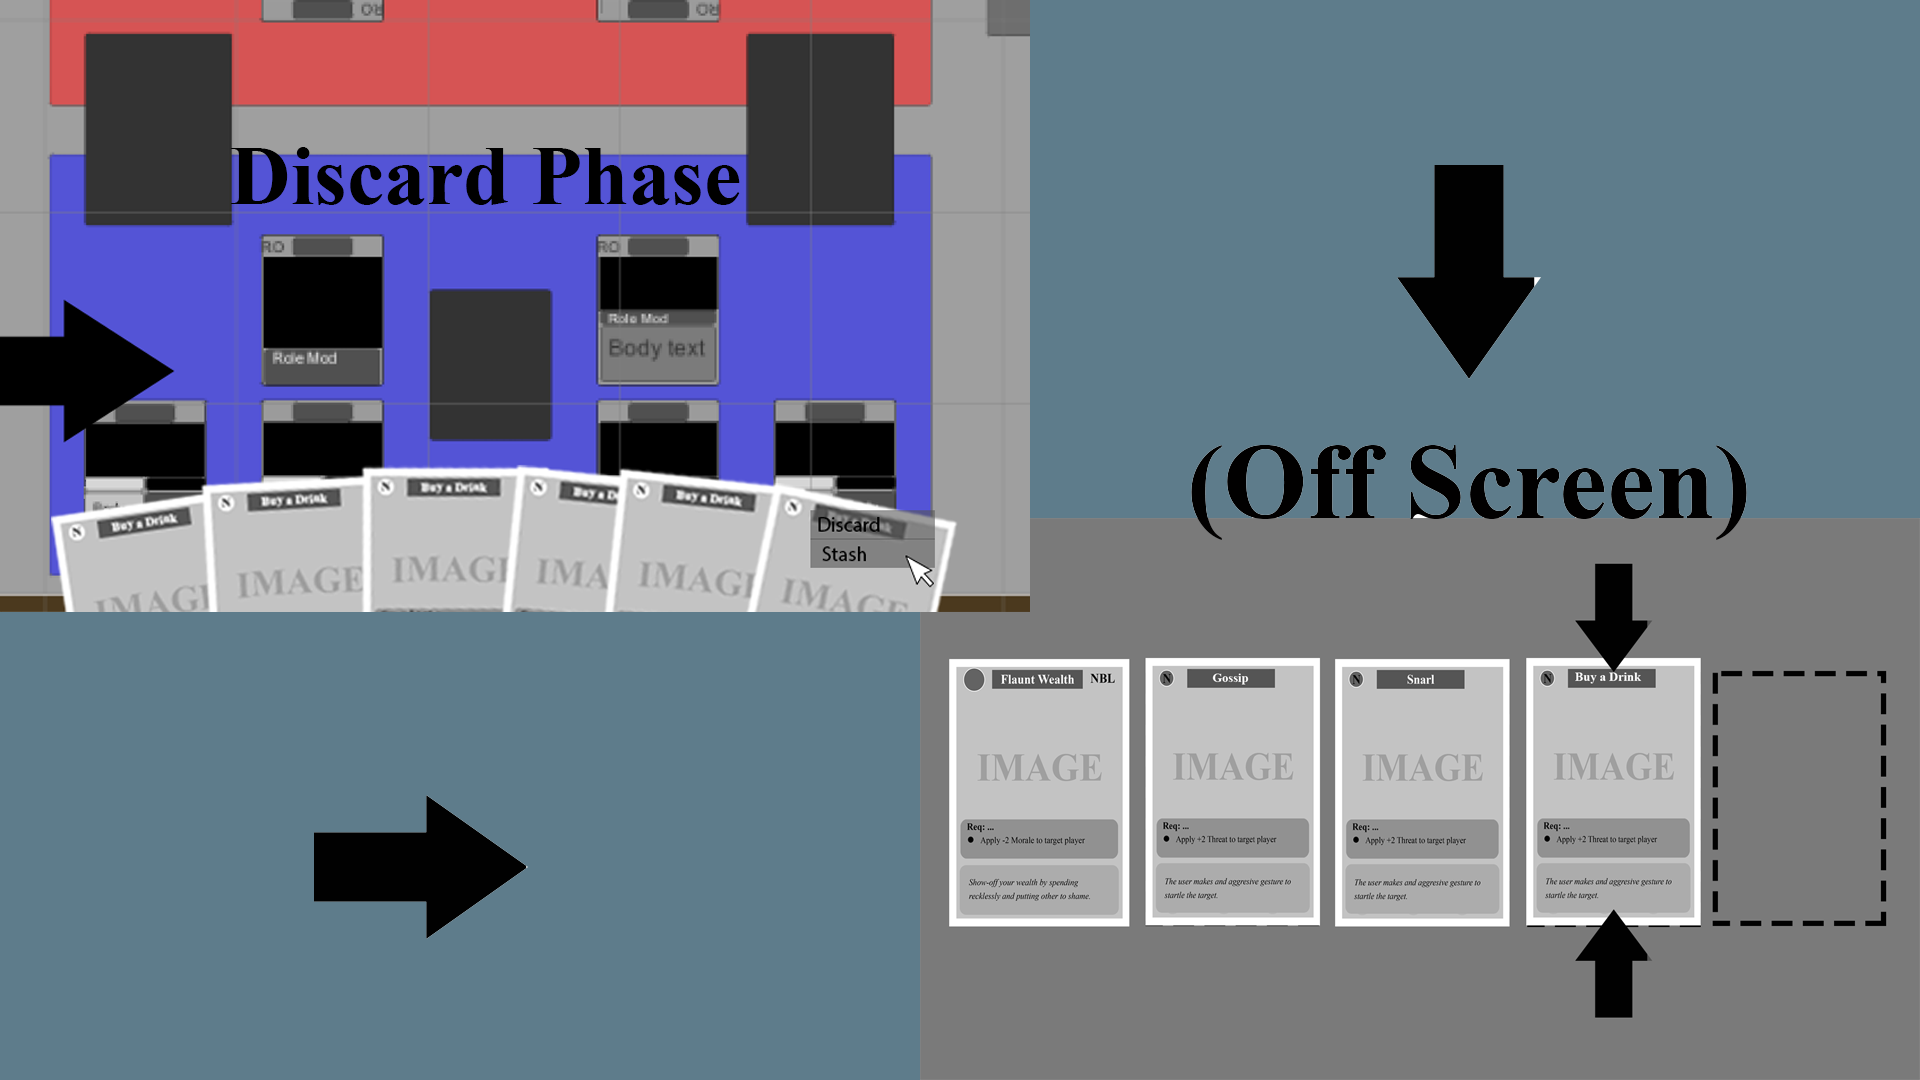 RO
RO
Discard Phase
RO
RO
Role Mod
Body text
Role Mod
N
Buy a Drink
N
Buy a Drink
N
Buy a Drink
N
Buy a D
N
Buy a Drink
N
Discard
Stash
IMAGE
IMAGE
IMAGE
IMA
IMAGE
IMAGE
(Off Screen)
Flaunt Wealth
NBL
IMAGE
Req: ...
Apply -2 Morale to target player
Show-off your wealth by spending
recklessly and putting other to shame.
N
Gossip
IMAGE
Req: ...
Apply +2 Threat to target player
The user makes and aggresive gesture to
startle the target.
N
Snarl
IMAGE
Req: ...
Apply +2 Threat to target player
The user makes and aggresive gesture to
startle the target.
N
Buy a Drink
IMAGE
Req: ...
Apply +2 Threat to target player
The user makes and aggresive gesture to
startle the target.